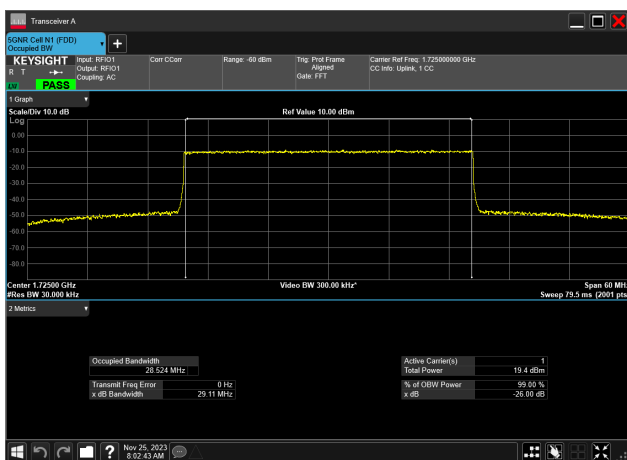 Transceiver A
5GNR Cell N1 (FDD)
Occupied BW
KEYSIGHT
R T
LNI
PASS
Input: RFIO1
Output: RFIO1
Coupling: AC
Corr CCorr
Range: -60 dBm
Trig: Prot Frame
Aligned
Gate: FFT
Carrier Ref Freq: 1.725000000 GHz
CC Info: Uplink, 1 CC
1 Graph
Scale/Div 10.0 dB
Ref Value 10.00 dBm
Log
0.00
-10.0
-20.0
-30.0
-40.0
-50.0
-60.0
-70.0
-80.0
Center 1.72500 GHz
Video BW 300.00 kHz*
Span 60 MHz
#Res BW 30.000 kHz
Sweep 79.5 ms (2001 pts
2 Metrics
Occupied Bandwidth
28.524 MHz
Active Carrier(s) 1
Total Power 19.4 dBm
Transmit Freq Error 0 Hz
x dB Bandwidth 29.11 MHz
% of OBW Power 99.00 %
x dB -26.00 dB
Nov 25, 2023
8:02:43 AM